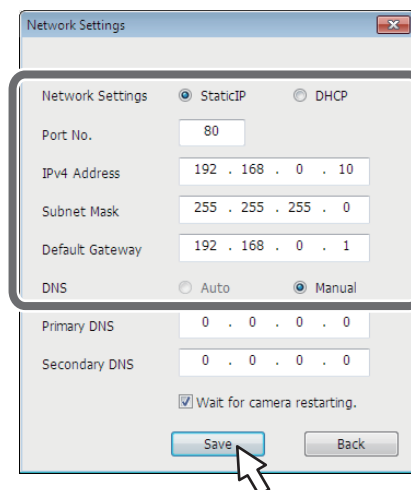 Network Settings
Network Settings StaticIP DHCP
Port No. 80
IPv4 Address 192 . 168 . 0 . 10
Subnet Mask 255 . 255 . 255 . 0
Default Gateway 192 . 168 . 0 . 1
DNS Auto Manual
Primary DNS 0 . 0 . 0 . 0
Secondary DNS 0 . 0 . 0 . 0
Wait for camera restarting.
Save Back